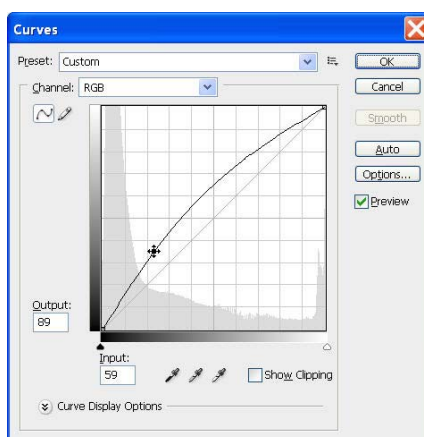 Curves
Preset: Custom
OK
Channel: RGB
Cancel
Smooth
Auto
Options...
Preview
Output:
89
Input:
59
Show Clipping
Curve Display Options